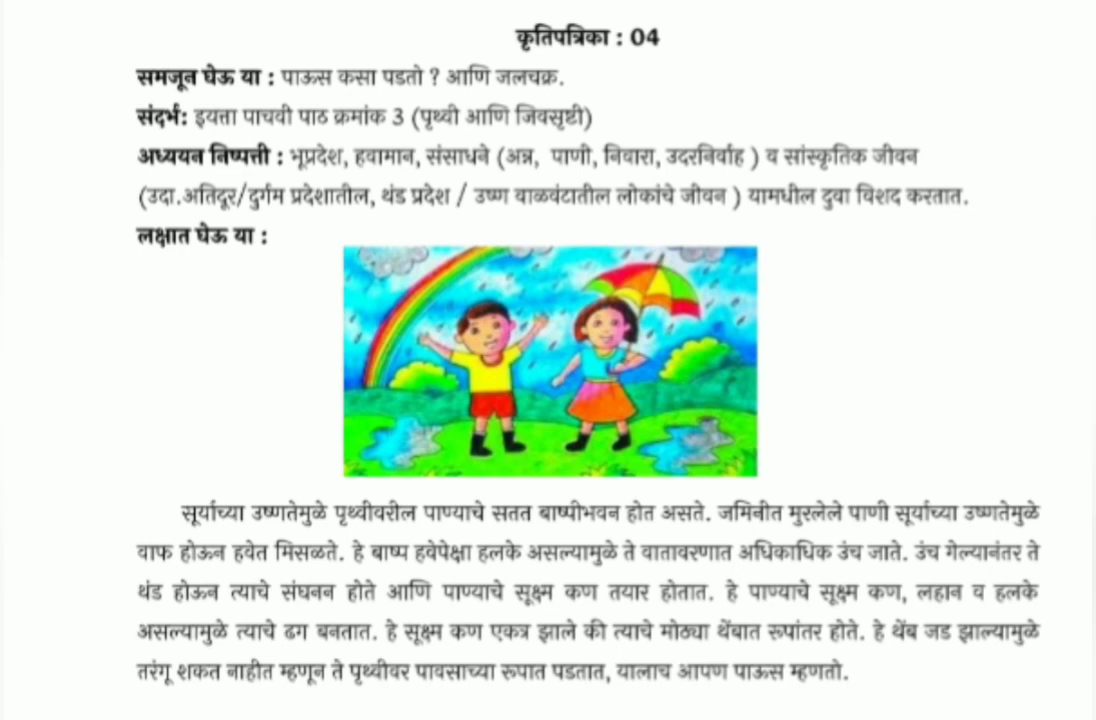 कृतिपत्रिका : 04
समजून घेऊ या : पाऊस कसा पडतो ? आणि जलचक्र.
संदर्भ: इयत्ता पाचवी पाठ क्रमांक 3 (पृथ्वी आणि जिवसृष्टी)
अध्ययन निष्पत्ती : भूप्रदेश, हवामान, संसाधने (अन्न, पाणी, निवारा, उदरनिर्वाह ) व सांस्कृतिक जीवन
(उदा.अतिदूर/दुर्गम प्रदेशातील, थंड प्रदेश / उष्ण वाळवंटातील लोकांचे जीवन ) यामधील दुवा विशद करतात.
लक्षात घेऊ या :
सूर्याच्या उष्णतेमुळे पृथ्वीवरील पाण्याचे सतत बाष्पीभवन होत असते. जमिनीत मुरलेले पाणी सूर्याच्या उष्णतेमुळे
वाफ होऊन हवेत मिसळते. हे बाष्प हवेपेक्षा हलके असल्यामुळे ते वातावरणात अधिकाधिक उंच जाते. उंच गेल्यानंतर ते
थंड होऊन त्याचे संघनन होते आणि पाण्याचे सूक्ष्म कण तयार होतात. हे पाण्याचे सूक्ष्म कण, लहान व हलके
असल्यामुळे त्याचे ढग बनतात. हे सूक्ष्म कण एकत्र झाले की त्याचे मोठ्या थेंबात रूपांतर होते. हे थेंब जड झाल्यामुळे
तरंगू शकत नाहीत म्हणून ते पृथ्वीवर पावसाच्या रूपात पडतात, यालाच आपण पाऊस म्हणतो.